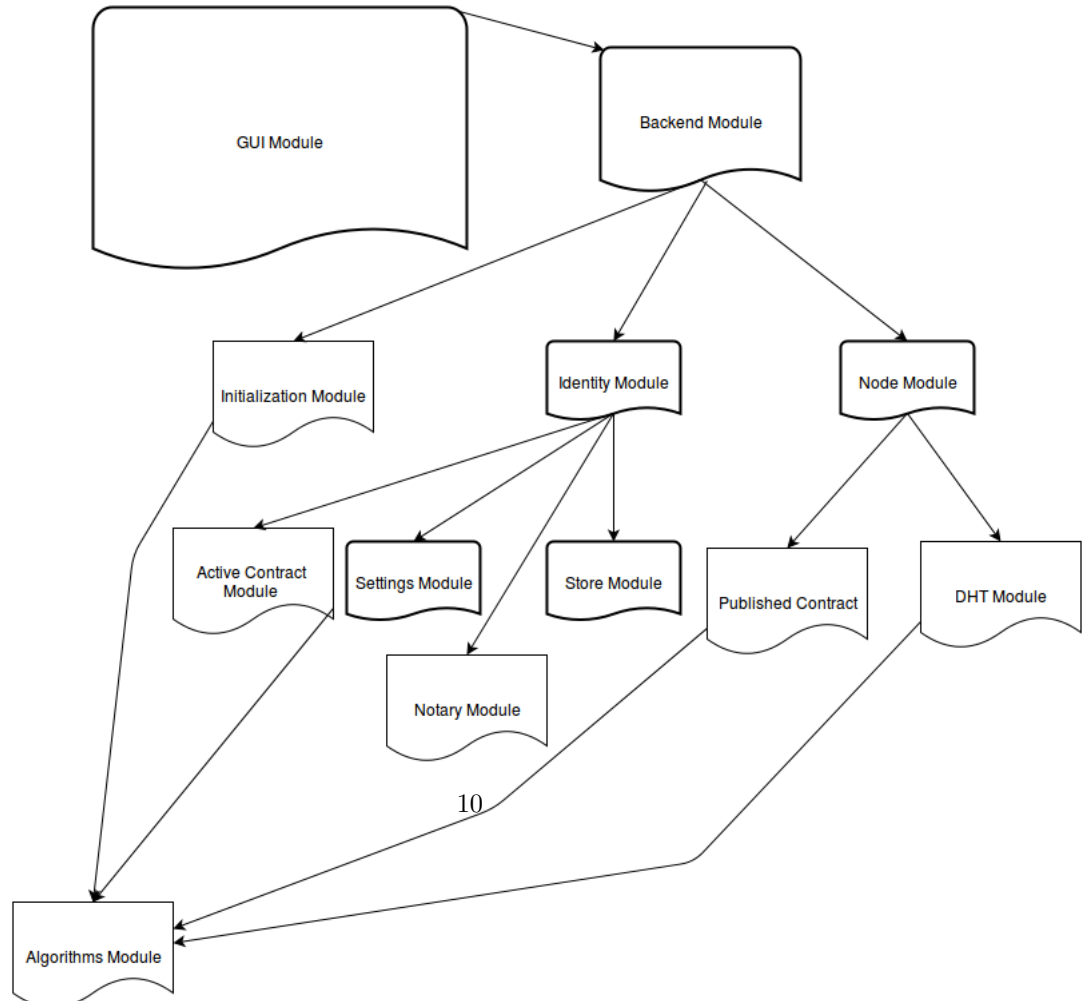 GUI Module
Backend Module
Initialization Module
Identity Module
Node Module
Active Contract
Module
Settings Module
Store Module
Published Contract
DHT Module
Notary Module
10
Algorithms Module